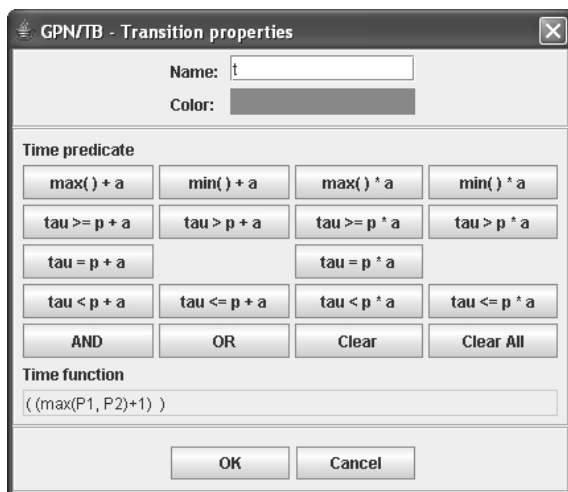 GPN/TB - Transition properties
Name: t
Color:
Time predicate
max( ) + a min( ) + a max( ) * a min( ) * a
tau >= p + a tau > p + a tau >= p * a tau > p * a
tau = p + a tau = p * a
tau < p + a tau <= p + a tau < p * a tau <= p * a
AND OR Clear Clear All
Time function
( (max(P1, P2)+1) )
OK Cancel